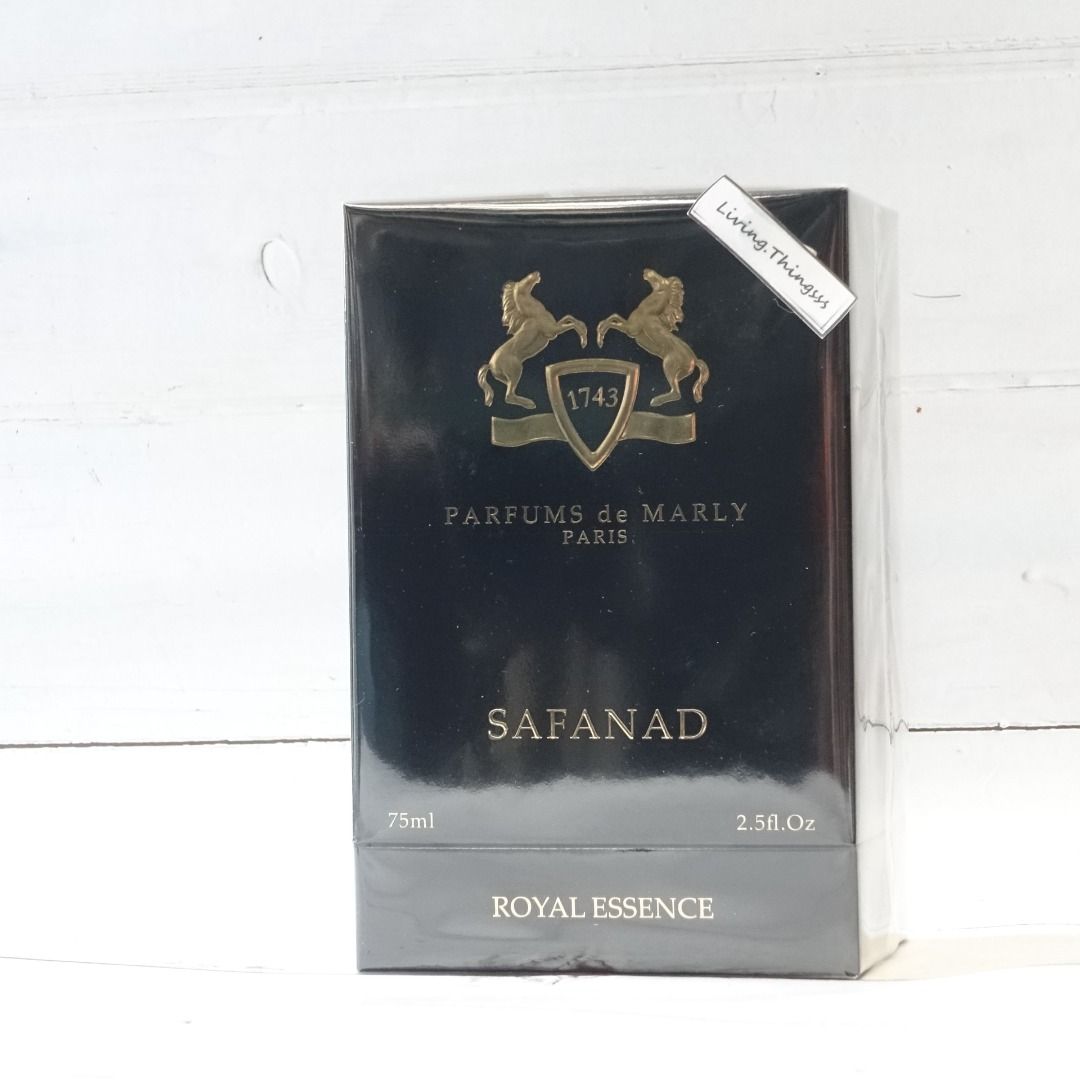 Living.Thingsss
1743
PARFUMS de MARLY
PARIS
SAFANAD
75ml 2.5fl.Oz
ROYAL ESSENCE